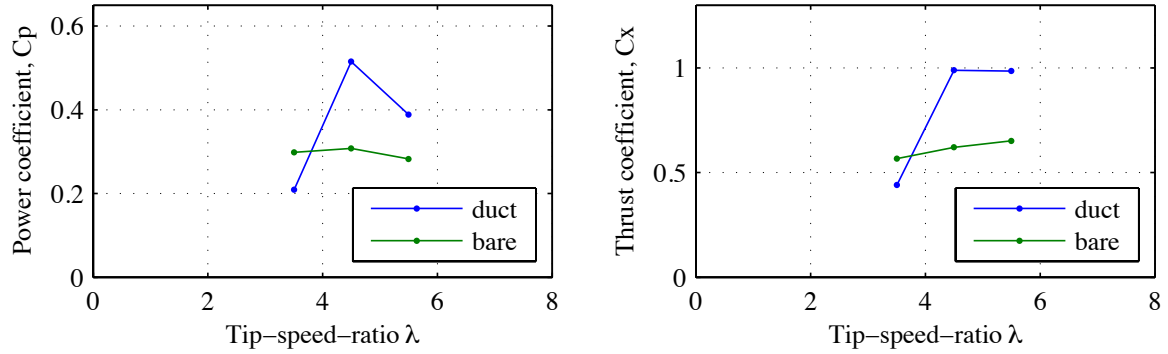 Power coefficient, Cp
0.6
0.4
0.2
0
0
2
4
6
8
Tip−speed−ratio λ
duct
bare
Thrust coefficient, Cx
1
0.5
0
0
2
4
6
8
Tip−speed−ratio λ
duct
bare